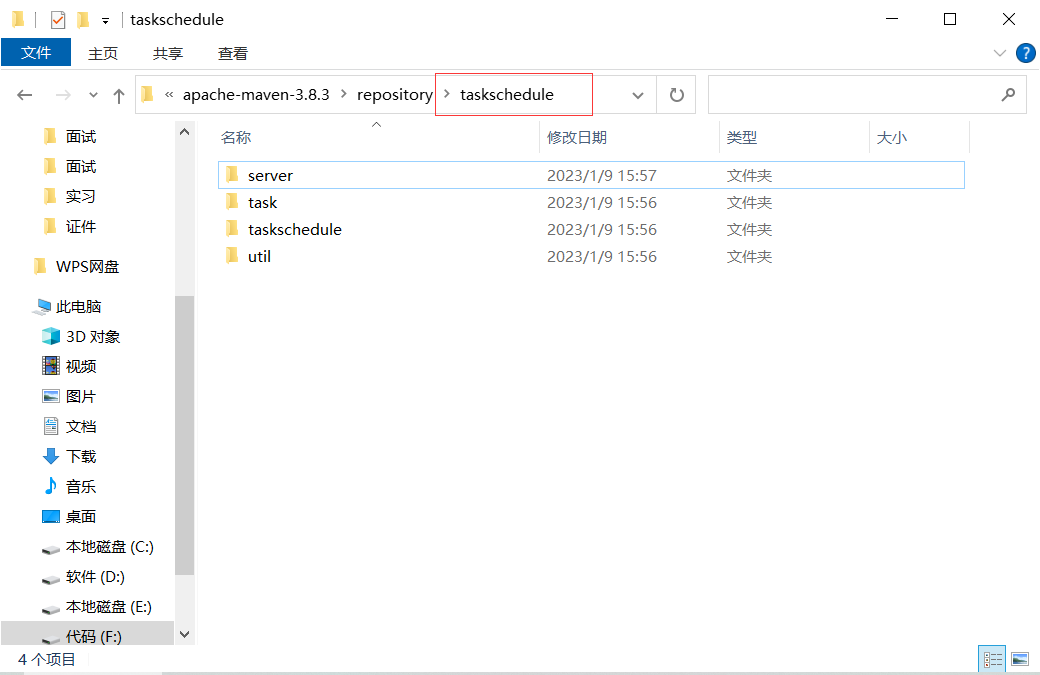 taskschedule
文件 主页 共享 查看
« apache-maven-3.8.3 › repository › taskschedule
名称 修改日期 类型 大小
server 2023/1/9 15:57 文件夹
task 2023/1/9 15:56 文件夹
taskschedule 2023/1/9 15:56 文件夹
util 2023/1/9 15:56 文件夹
面试
面试
实习
证件
WPS网盘
此电脑
3D 对象
视频
图片
文档
下载
音乐
桌面
本地磁盘 (C:)
软件 (D:)
本地磁盘 (E:)
代码 (F:)
4 个项目